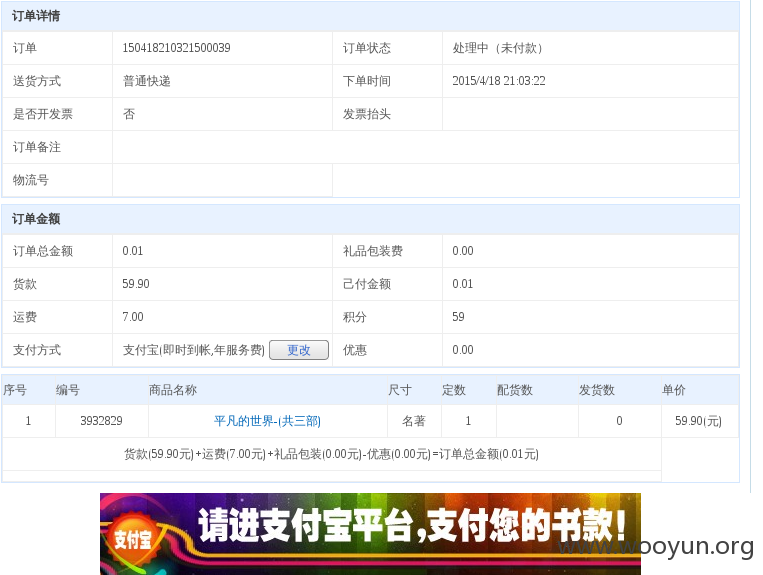 订单详情
订单 150418210321500039 订单状态 处理中（未付款）
送货方式 普通快递 下单时间 2015/4/18 21:03:22
是否开发票 否 发票抬头
订单备注
物流号
订单金额
订单总金额 0.01 礼品包装费 0.00
货款 59.90 己付金额 0.01
运费 7.00 积分 59
支付方式 支付宝(即时到帐,年服务费) 更改 优惠 0.00
序号 编号 商品名称 尺寸 定数 配货数 发货数 单价
1 3932829 平凡的世界-(共三部) 名著 1 0 59.90(元)
货款(59.90元)+运费(7.00元)+礼品包装(0.00元)-优惠(0.00元)=订单总金额(0.01元)
支付宝 请进支付宝平台,支付您的书款!
www.wooyun.org